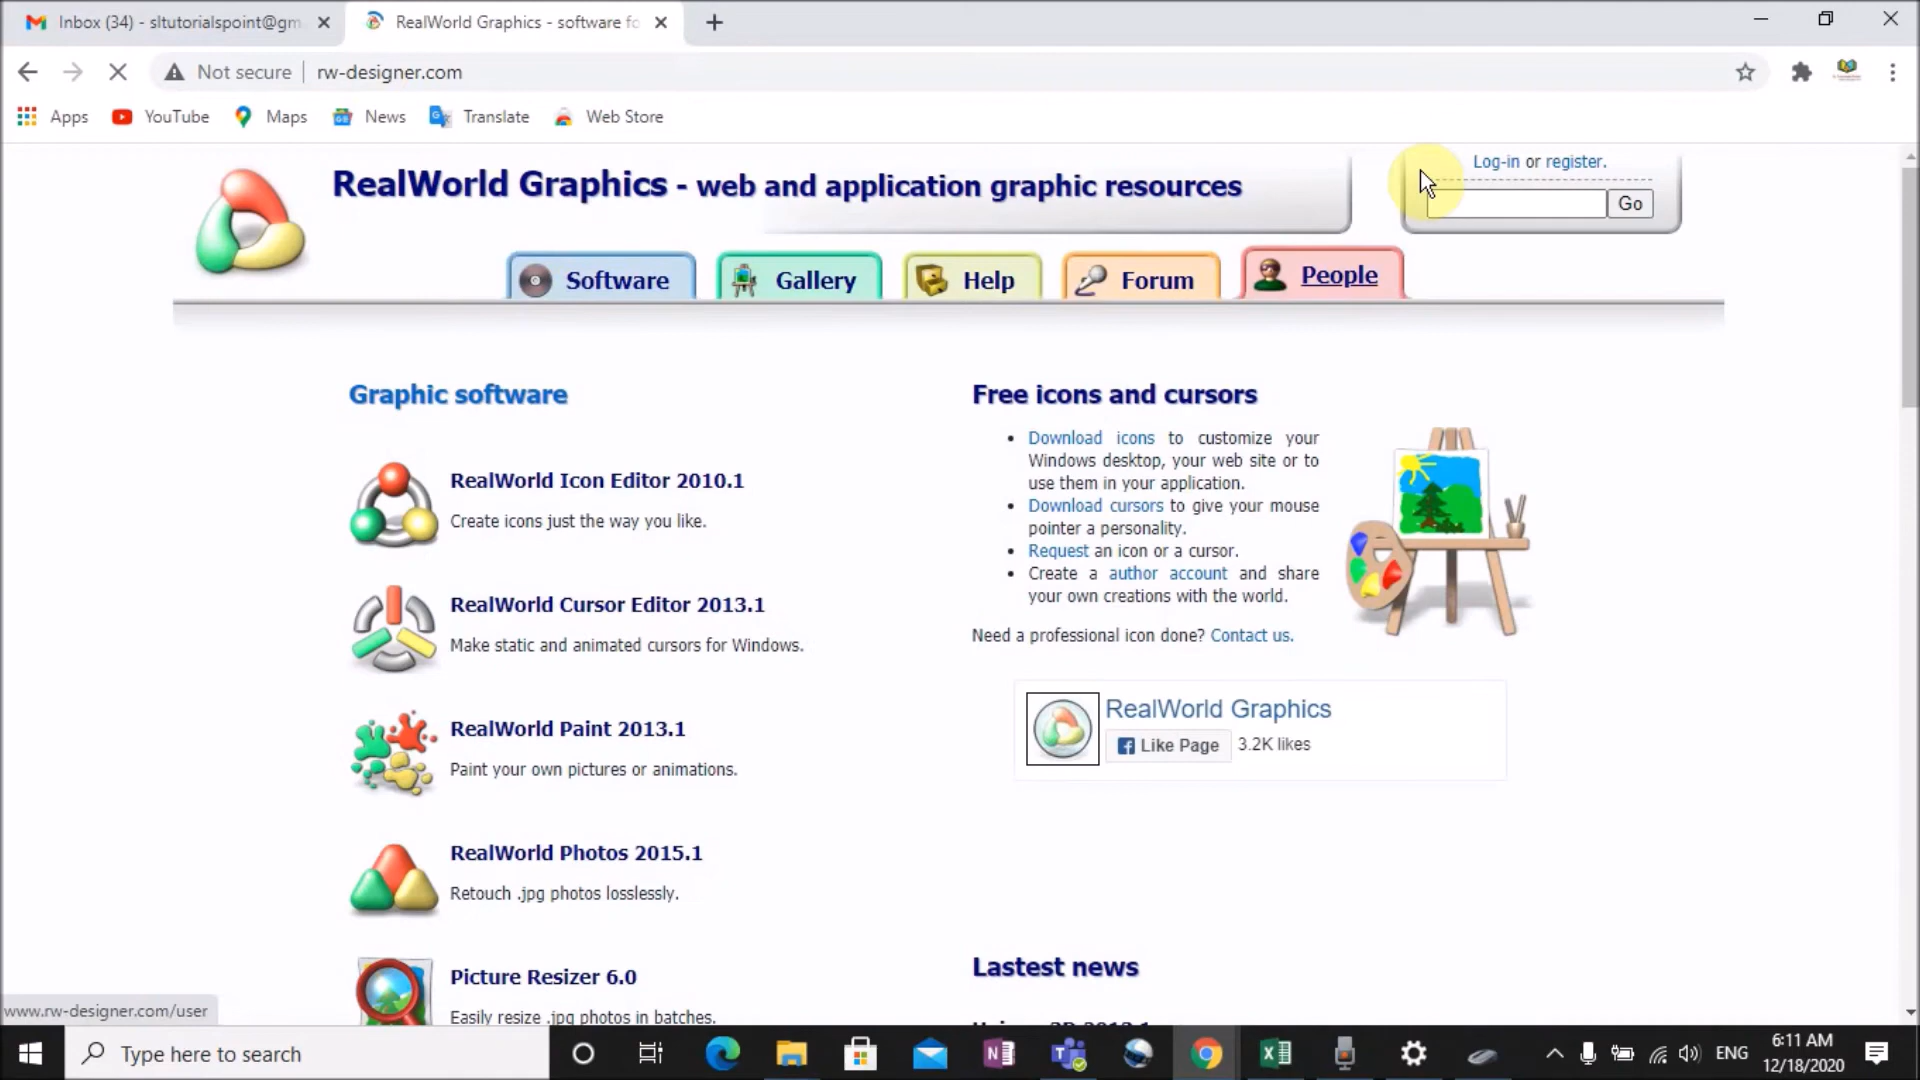 Inbox (34) - sltutorialspoint@gm
RealWorld Graphics - software fo
Not secure
rw-designer.com
Apps
YouTube
Maps
News
Translate
Web Store
RealWorld Graphics - web and application graphic resources
Log-in or register.
Go
Software
Gallery
Help
Forum
People
Graphic software
RealWorld Icon Editor 2010.1
Create icons just the way you like.
RealWorld Cursor Editor 2013.1
Make static and animated cursors for Windows.
RealWorld Paint 2013.1
Paint your own pictures or animations.
RealWorld Photos 2015.1
Retouch .jpg photos losslessly.
Picture Resizer 6.0
Easily resize .jpg photos in batches.
Free icons and cursors
• Download icons to customize your
Windows desktop, your web site or to
use them in your application.
• Download cursors to give your mouse
pointer a personality.
• Request an icon or a cursor.
• Create a author account and share
your own creations with the world.
Need a professional icon done? Contact us.
RealWorld Graphics
Like Page
3.2K likes
Lastest news
www.rw-designer.com/user
Type here to search
ENG
6:11 AM
12/18/2020